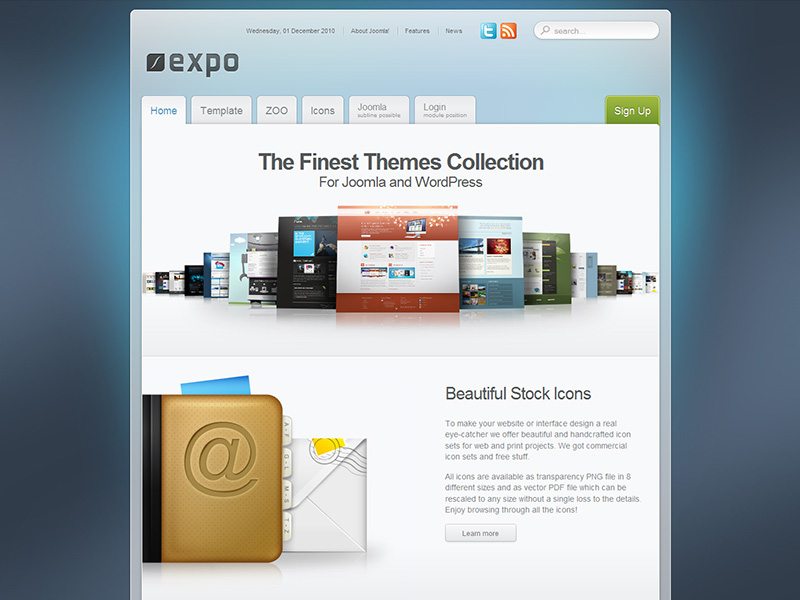 Wednesday, 01 December 2010
About Joomla!
Features
News
search...
expo
Home
Template
ZOO
Icons
Joomla
subline possible
Login
module position
Sign Up
The Finest Themes Collection
For Joomla and WordPress
@
A-F
G-L
M-S
T-Z
Beautiful Stock Icons
To make your website or interface design a real
eye-catcher we offer beautiful and handcrafted icon
sets for web and print projects. We got commercial
icon sets and free stuff.
All icons are available as transparency PNG file in 8
different sizes and as vector PDF file which can be
rescaled to any size without a single loss to the details.
Enjoy browsing through all the icons!
Learn more